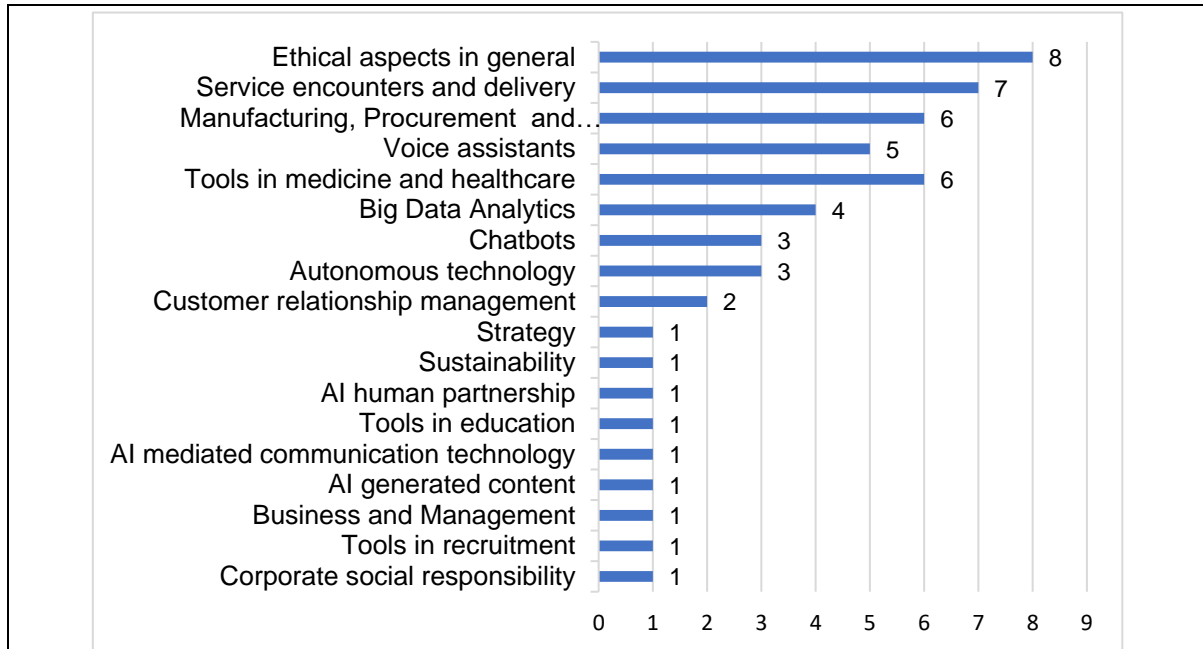 Ethical aspects in general 8
Service encounters and delivery 7
Manufacturing, Procurement and… 6
Voice assistants 5
Tools in medicine and healthcare 6
Big Data Analytics 4
Chatbots 3
Autonomous technology 3
Customer relationship management 2
Strategy 1
Sustainability 1
AI human partnership 1
Tools in education 1
AI mediated communication technology 1
AI generated content 1
Business and Management 1
Tools in recruitment 1
Corporate social responsibility 1
0 1 2 3 4 5 6 7 8 9